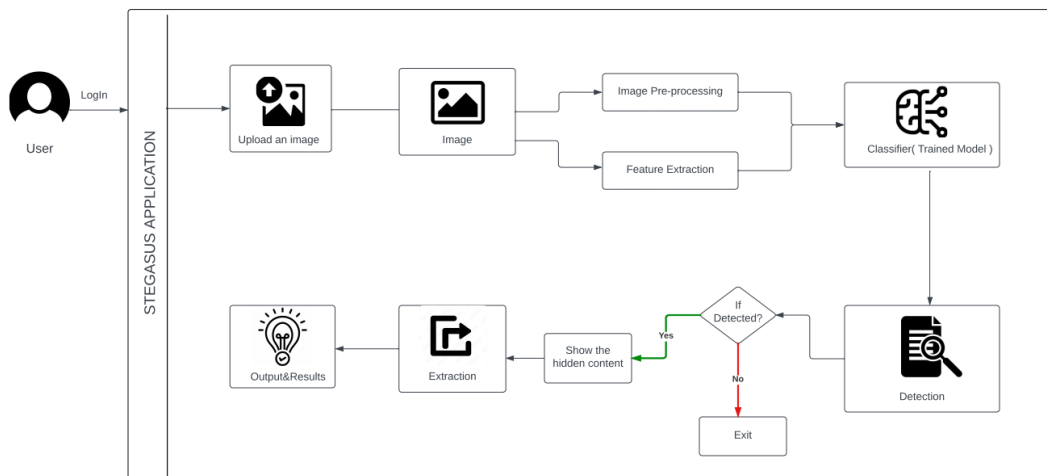 LogIn
User
STEGASUS APPLICATION
Upload an image
Image
Image Pre-processing
Feature Extraction
Classifier( Trained Model )
Detection
If
Detected?
Yes
No
Show the
hidden content
Exit
Extraction
Output&Results